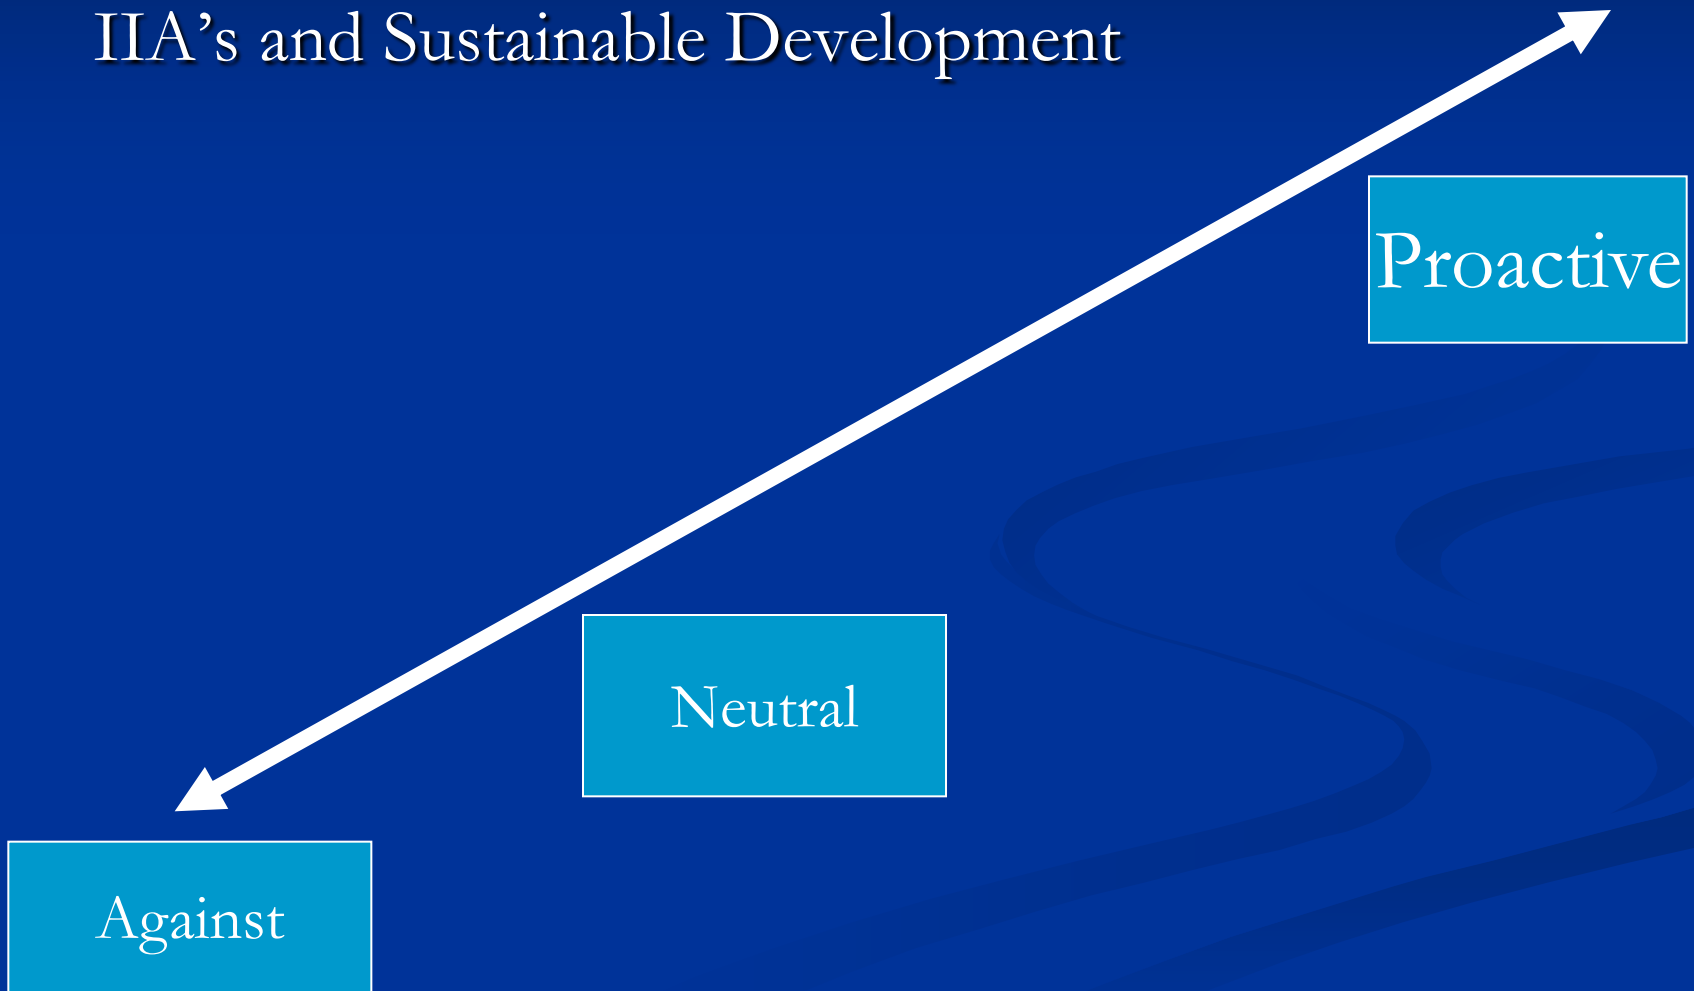 IIA’s and Sustainable Development
Proactive
Neutral
Against